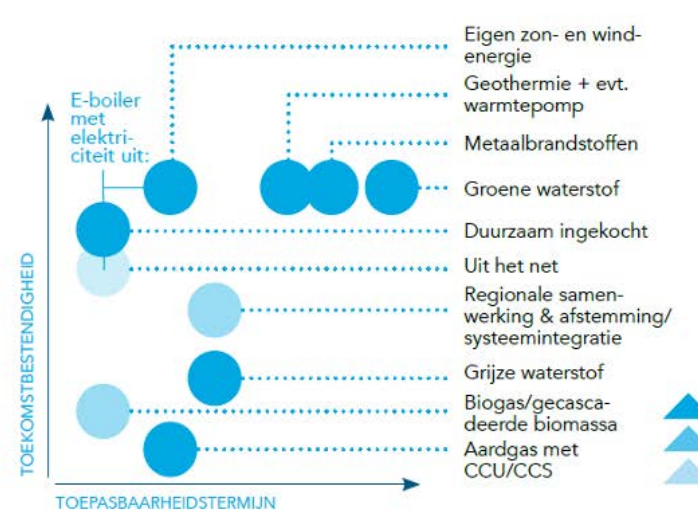 Eigen zon- en wind-
energie
Geothermie + evt.
warmtepomp
E-boiler
met
elektri-
citeit uit:
Metaalbrandstoffen
Groene waterstof
Duurzaam ingekocht
Uit het net
Regionale samen-
werking & afstemming/
systeemintegratie
Grijze waterstof
Biogas/gecasca-
deerde biomassa
Aardgas met
CCU/CCS
TOEKOMSTBESTENDIGHEID
TOEPASBAARHEIDSTERMIJN